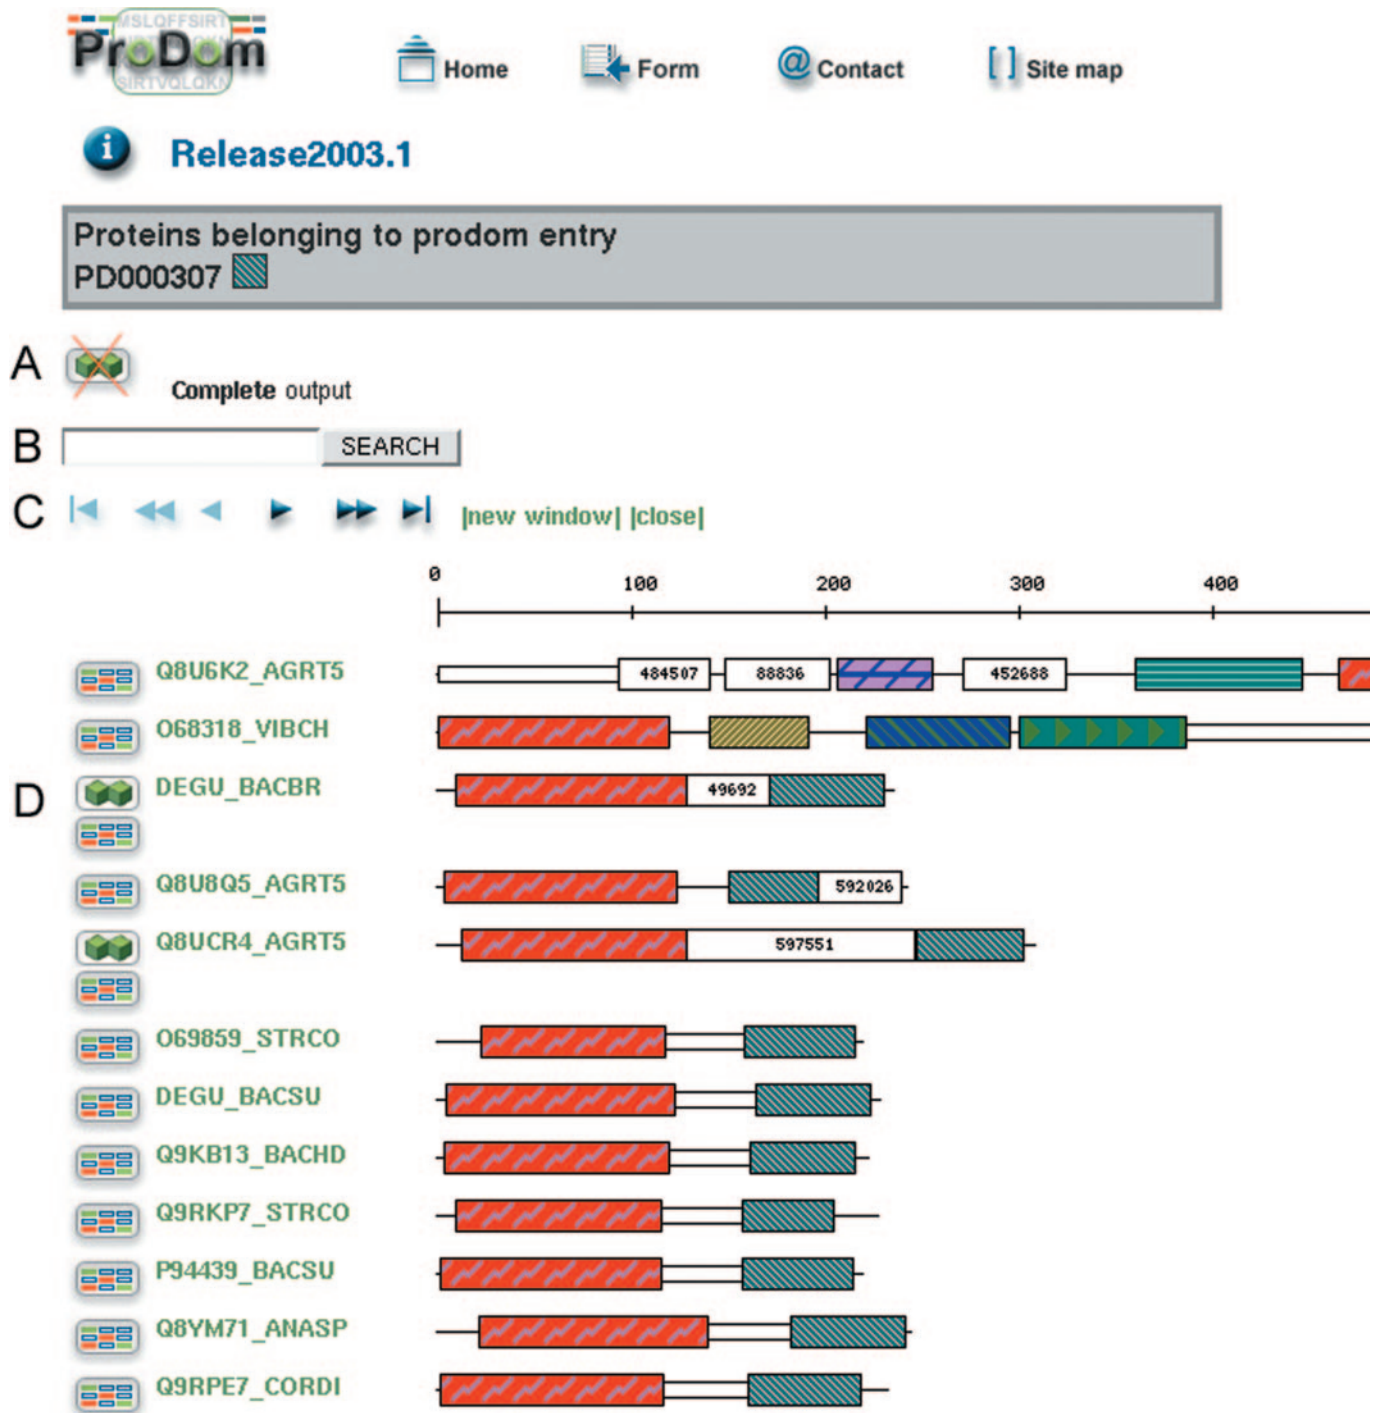 MSLQFFSIRT
ProDom
SIRTVQLQKN
Home
Form
@ Contact
[ ] Site map
i Release2003.1
Proteins belonging to prodom entry
PD000307
A
Complete output
B SEARCH
C |new window| |close|
0 100 200 300 400
Q8U6K2_AGRT5 484507 88836 452688
O68318_VIBCH
D DEGU_BACBR 49692
Q8U8Q5_AGRT5 592026
Q8UCR4_AGRT5 597551
O69859_STRCO
DEGU_BACSU
Q9KB13_BACHD
Q9RKP7_STRCO
P94439_BACSU
Q8YM71_ANASP
Q9RPE7_CORDI